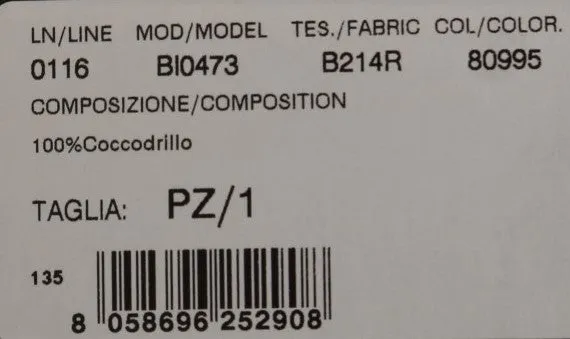 LN/LINE MOD/MODEL TES./FABRIC COL/COLOR.
0116 BI0473 B214R 80995
COMPOSIZIONE/COMPOSITION
100%Coccodrillo
TAGLIA: PZ/1
135
8 058696 252908